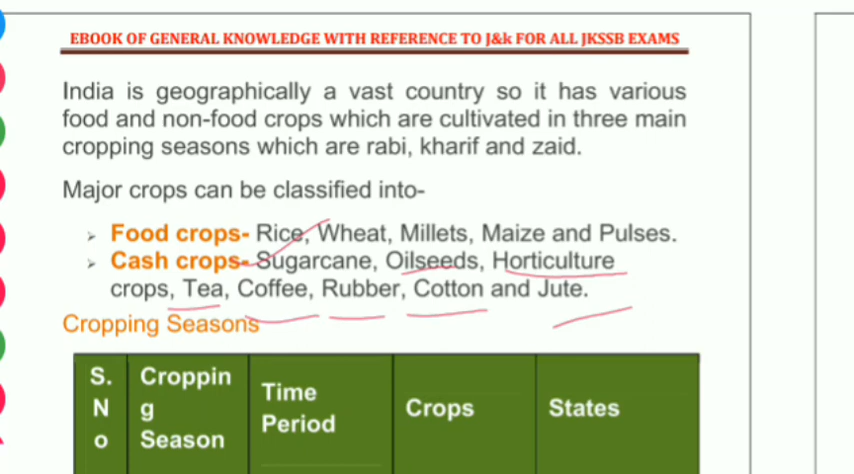 EBOOK OF GENERAL KNOWLEDGE WITH REFERENCE TO J&k FOR ALL JKSSB EXAMS
India is geographically a vast country so it has various
food and non-food crops which are cultivated in three main
cropping seasons which are rabi, kharif and zaid.
Major crops can be classified into-
➢ Food crops- Rice, Wheat, Millets, Maize and Pulses.
➢ Cash crops- Sugarcane, Oilseeds, Horticulture
crops, Tea, Coffee, Rubber, Cotton and Jute.
Cropping Seasons
S.
N
o
Croppin
g
Season
Time
Period
Crops
States